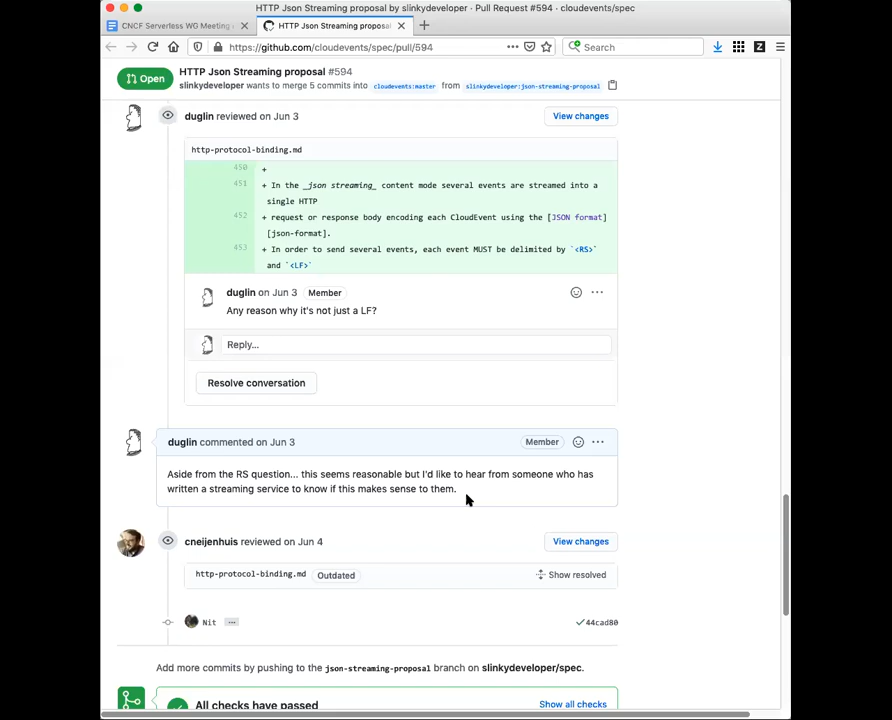 HTTP Json Streaming proposal by slinkydeveloper · Pull Request #594 · cloudevents/spec
CNCF Serverless WG Meeting -
HTTP Json Streaming proposal
https://github.com/cloudevents/spec/pull/594
Search
Open
HTTP Json Streaming proposal #594
slinkydeveloper wants to merge 5 commits into cloudevents:master from slinkydeveloper:json-streaming-proposal
duglin reviewed on Jun 3
View changes
http-protocol-binding.md
450 +
451 + In the _json streaming_ content mode several events are streamed into a
single HTTP
452 + request or response body encoding each CloudEvent using the [JSON format]
[json-format].
453 + In order to send several events, each event MUST be delimited by `<RS>`
and `<LF>`
duglin on Jun 3 Member
Any reason why it's not just a LF?
Reply...
Resolve conversation
duglin commented on Jun 3 Member
Aside from the RS question... this seems reasonable but I'd like to hear from someone who has
written a streaming service to know if this makes sense to them.
cneijenhuis reviewed on Jun 4
View changes
http-protocol-binding.md Outdated
Show resolved
Nit ...
44cad80
Add more commits by pushing to the json-streaming-proposal branch on slinkydeveloper/spec.
All checks have passed
Show all checks